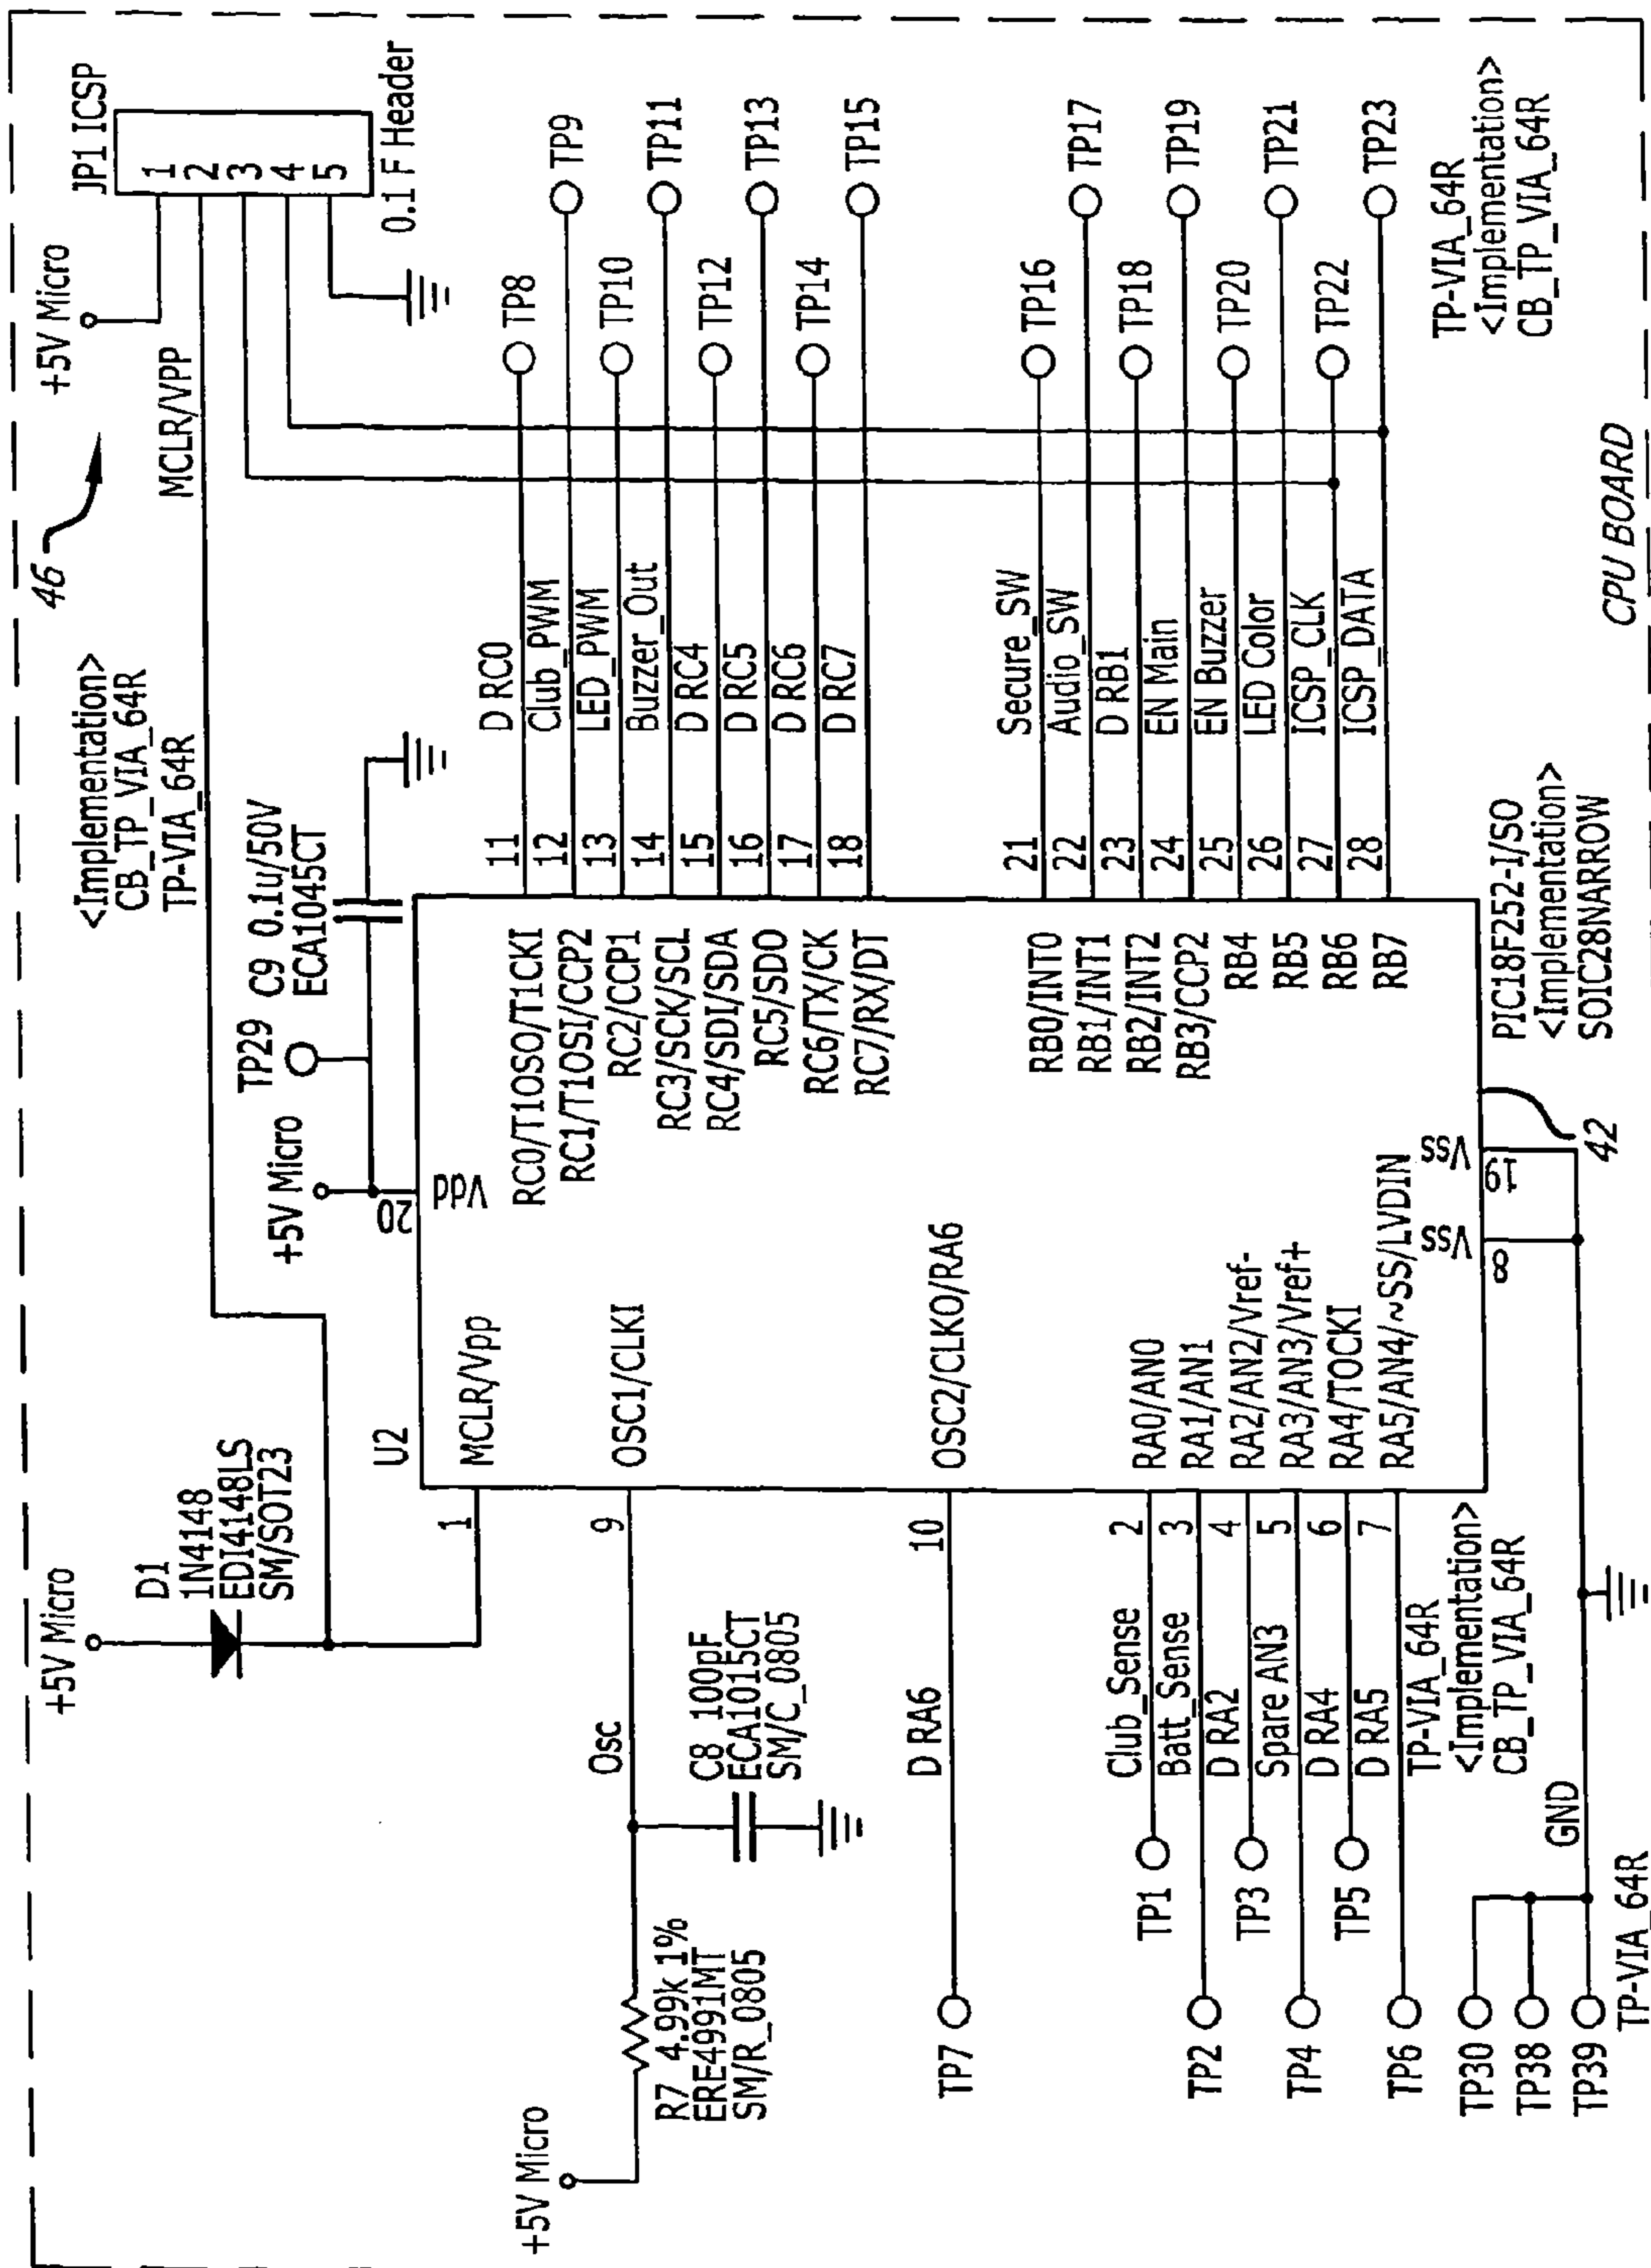 46
+5V Micro
JP1 ICSP
1
2
3
4
5
0.1 F Header
MCLR/VPP
<Implementation>
CB_TP_VIA_64R
TP-VIA_64R
+5V Micro
D1
1N4148
EDI4148LS
SM/SOT23
+5V Micro
TP29
C9 0.1u/50V
ECA1045CT
U2
20
Vdd
1
MCLR/Vpp
9
OSC1/CLKI
10
OSC2/CLKO/RA6
2
RA0/AN0
3
RA1/AN1
4
RA2/AN2/Vref-
5
RA3/AN3/Vref+
6
RA4/TOCKI
7
RA5/AN4/~SS/LVDIN
Vss
8
Vss
19
+5V Micro
R7 4.99k 1%
ERE4991MT
SM/R_0805
Osc
C8 100pF
ECA1015CT
SM/C_0805
TP7
D RA6
TP1
Club_Sense
TP2
Batt_Sense
TP3
D RA2
TP4
Spare AN3
TP5
D RA4
TP6
D RA5
TP-VIA_64R
<Implementation>
CB_TP_VIA_64R
TP30
TP38
TP39
GND
TP-VIA_64R
RC0/T1OSO/T1CKI
11
D RC0
TP8
RC1/T1OSI/CCP2
12
Club_PWM
TP9
RC2/CCP1
13
LED_PWM
TP10
RC3/SCK/SCL
14
Buzzer_Out
TP11
RC4/SDI/SDA
15
D RC4
TP12
RC5/SDO
16
D RC5
TP13
RC6/TX/CK
17
D RC6
TP14
RC7/RX/DT
18
D RC7
TP15
RB0/INT0
21
Secure_SW
TP16
RB1/INT1
22
Audio_SW
TP17
RB2/INT2
23
D RB1
TP18
RB3/CCP2
24
EN Main
TP19
RB4
25
EN Buzzer
TP20
RB5
26
LED Color
TP21
RB6
27
ICSP_CLK
TP22
RB7
28
ICSP_DATA
TP23
TP-VIA_64R
<Implementation>
CB_TP_VIA_64R
PIC18F252-I/SO
<Implementation>
SOIC28NARROW
42
CPU BOARD